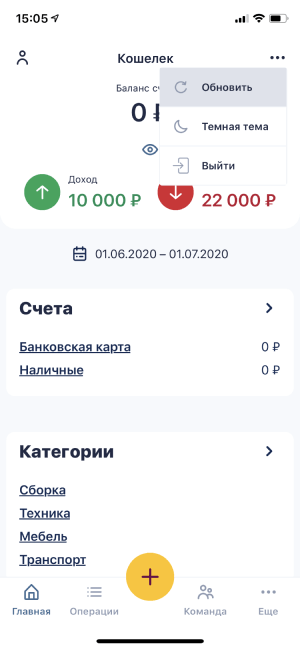 15:05
Кошелек
Баланс
0 ₽
Обновить
Темная тема
Выйти
Доход
10 000 ₽
22 000 ₽
01.06.2020 – 01.07.2020
Счета
Банковская карта
0 ₽
Наличные
0 ₽
Категории
Сборка
Техника
Мебель
Транспорт
Главная
Операции
Команда
Еще